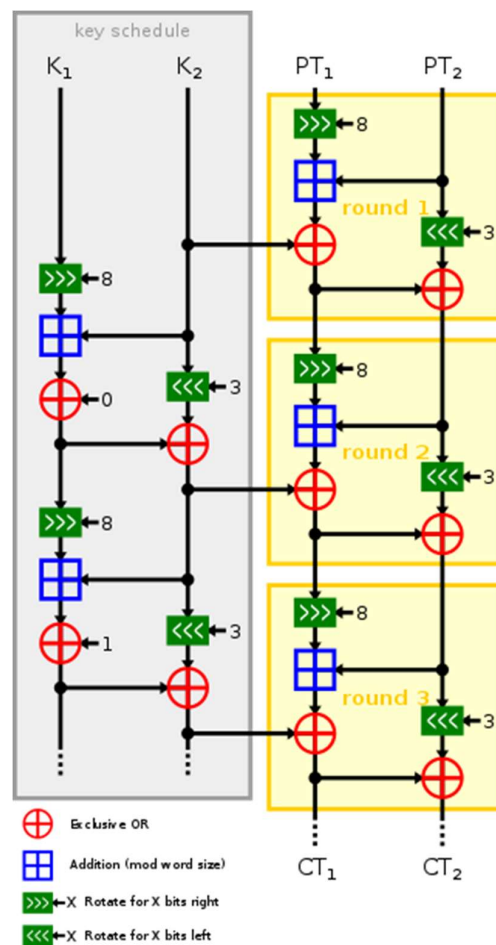 key schedule
K1 K2 PT1 PT2
8
round 1
3
8
0
3
8
round 2
3
8
1
3
8
round 3
3
CT1 CT2
Exclusive OR
Addition (mod word size)
>>> X Rotate for X bits right
<<< X Rotate for X bits left